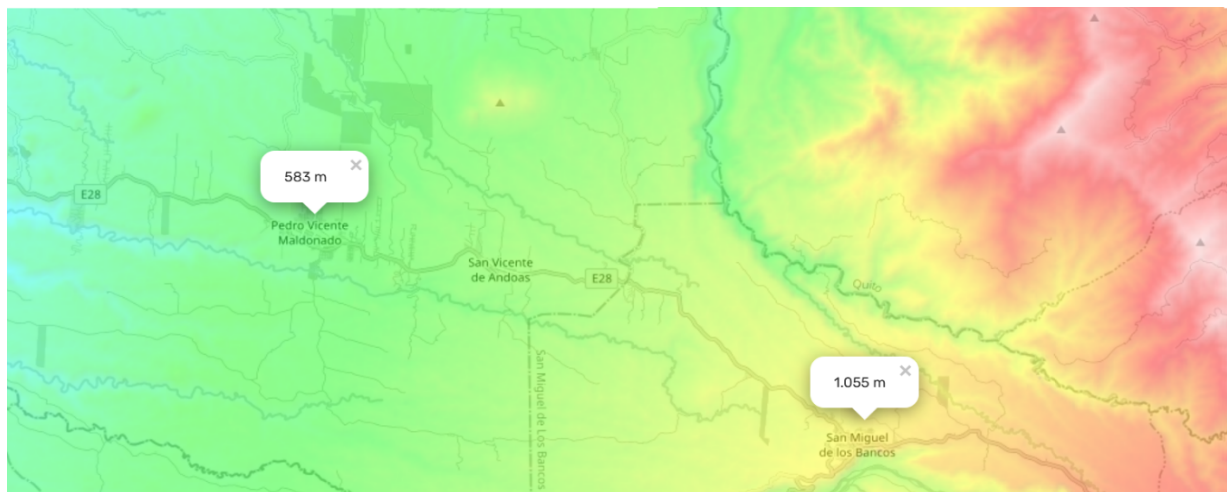 583 m
E28
Pedro Vicente
Maldonado
San Vicente
de Andoas
E28
Quito
1.055 m
San Miguel de Los Bancos
San Miguel
de los Bancos